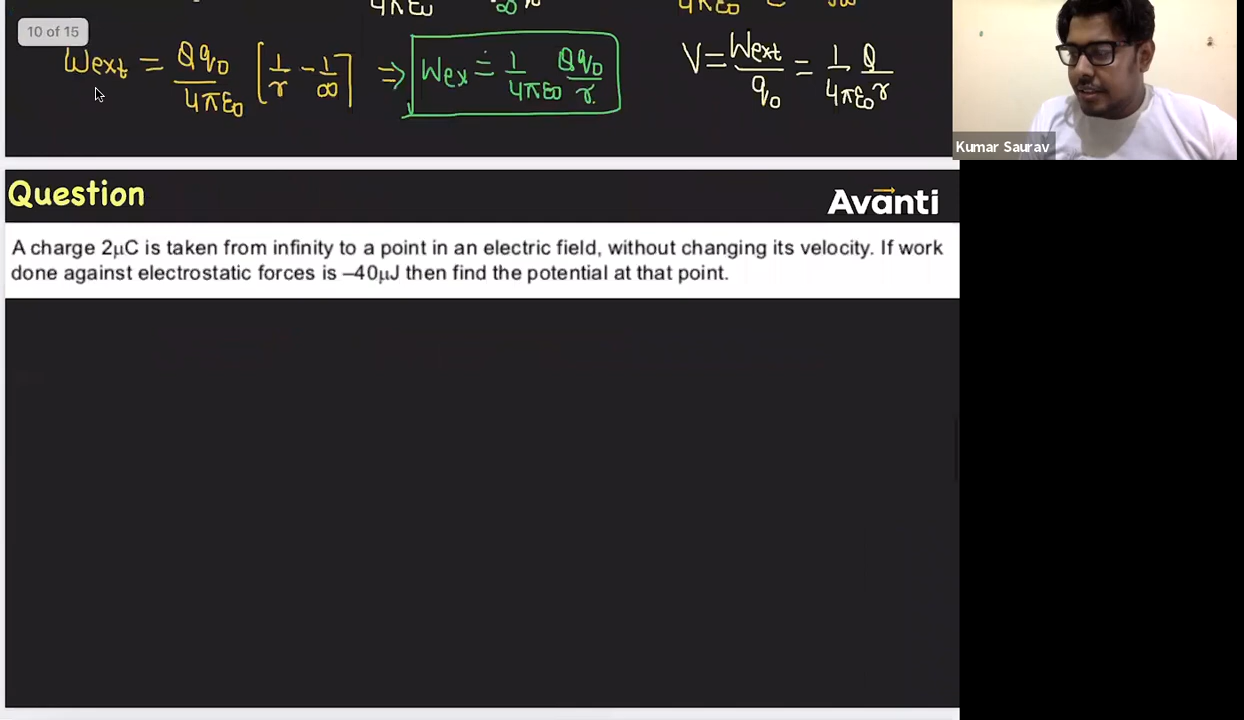 10 of 15
Wext = Qq₀/4πε₀ [1/r - 1/∞] ⇒ Wex = 1/4πε₀ Qq₀/r. V = Wext/q₀ = 1/4πε₀ Q/r
Kumar Saurav
Question
Avanti
A charge 2μC is taken from infinity to a point in an electric field, without changing its velocity. If work
done against electrostatic forces is –40μJ then find the potential at that point.